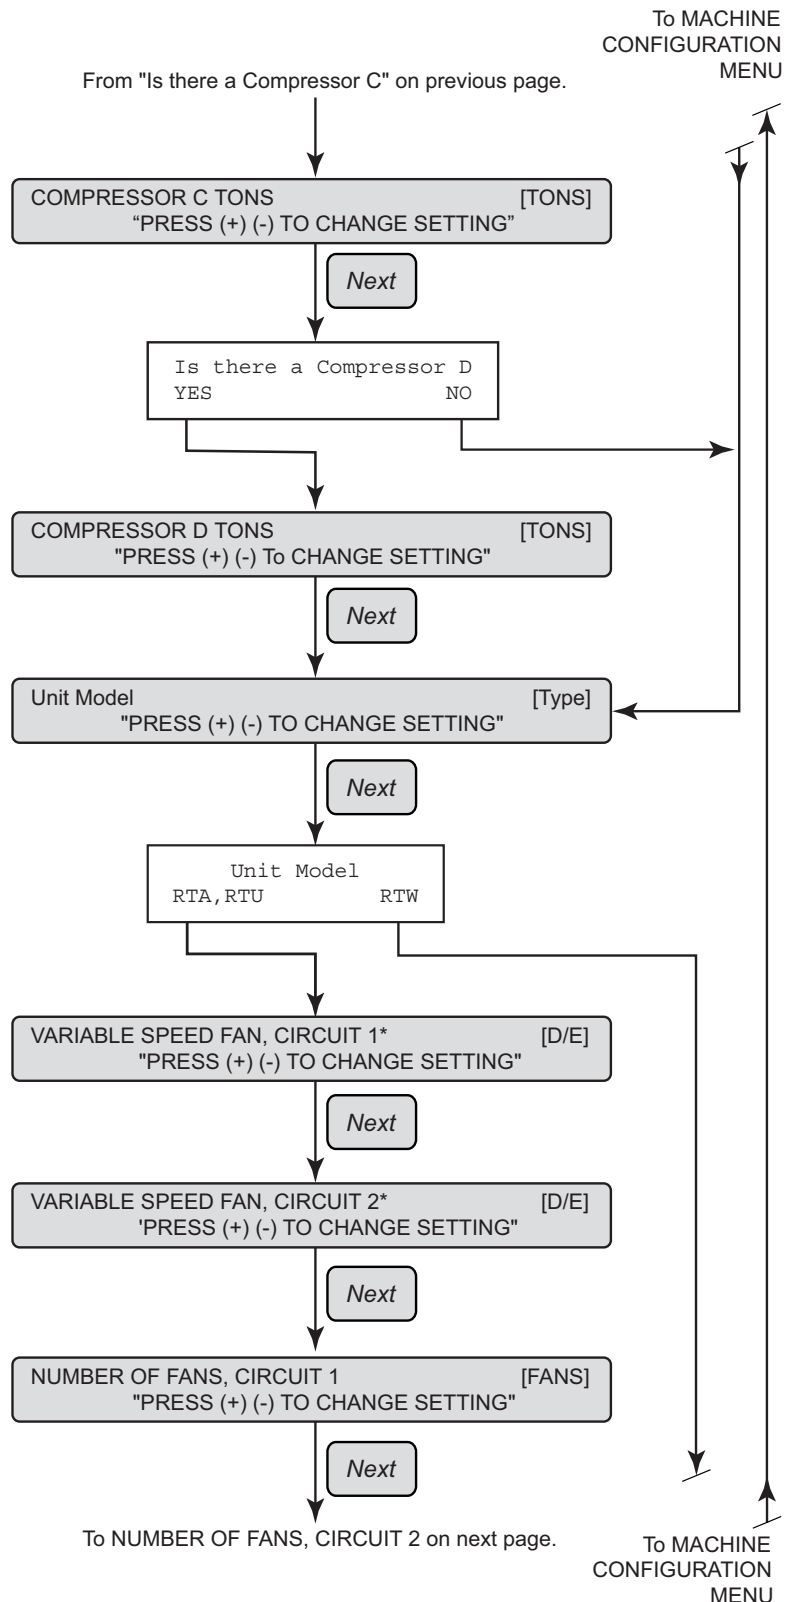 To MACHINE
CONFIGURATION
MENU
From "Is there a Compressor C" on previous page.
COMPRESSOR C TONS [TONS]
“PRESS (+) (-) TO CHANGE SETTING”
Next
Is there a Compressor D
YES NO
COMPRESSOR D TONS [TONS]
"PRESS (+) (-) To CHANGE SETTING"
Next
Unit Model [Type]
"PRESS (+) (-) TO CHANGE SETTING"
Next
Unit Model
RTA,RTU RTW
VARIABLE SPEED FAN, CIRCUIT 1* [D/E]
"PRESS (+) (-) TO CHANGE SETTING"
Next
VARIABLE SPEED FAN, CIRCUIT 2* [D/E]
'PRESS (+) (-) TO CHANGE SETTING"
Next
NUMBER OF FANS, CIRCUIT 1 [FANS]
"PRESS (+) (-) TO CHANGE SETTING"
Next
To NUMBER OF FANS, CIRCUIT 2 on next page.
To MACHINE
CONFIGURATION
MENU